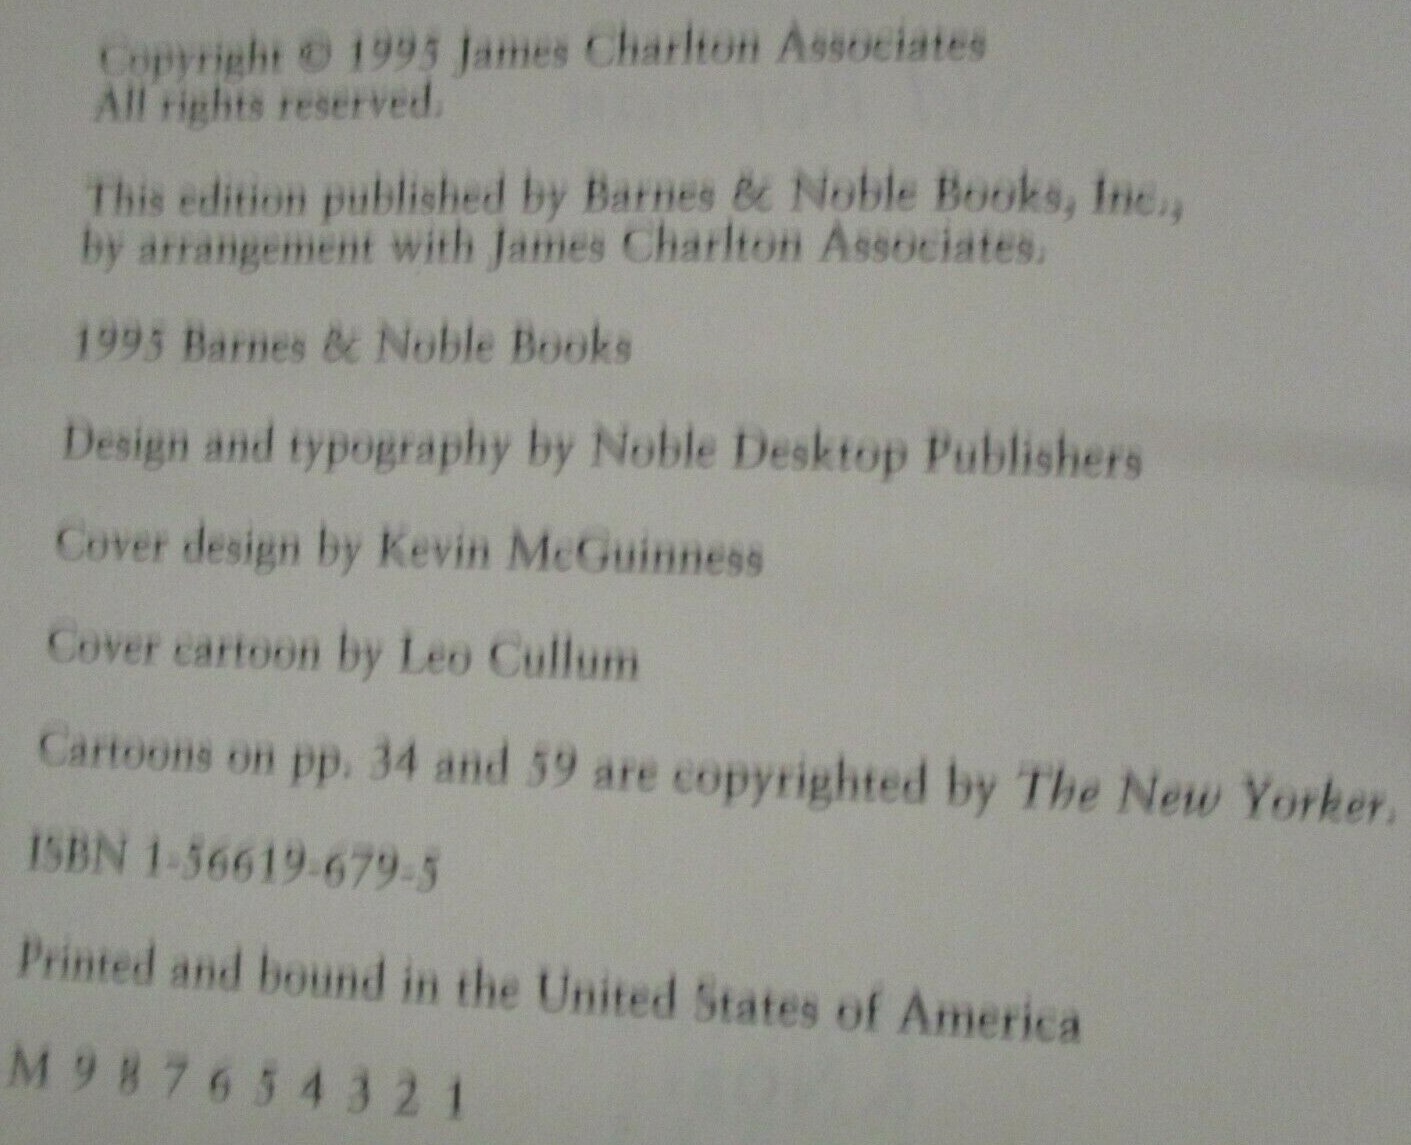 Copyright © 1995 James Charlton Associates
All rights reserved.
This edition published by Barnes & Noble Books, Inc.,
by arrangement with James Charlton Associates.
1995 Barnes & Noble Books
Design and typography by Noble Desktop Publishers
Cover design by Kevin McGuinness
Cover cartoon by Leo Cullum
Cartoons on pp. 34 and 59 are copyrighted by The New Yorker.
ISBN 1-56619-679-5
Printed and bound in the United States of America
M 9 8 7 6 5 4 3 2 1